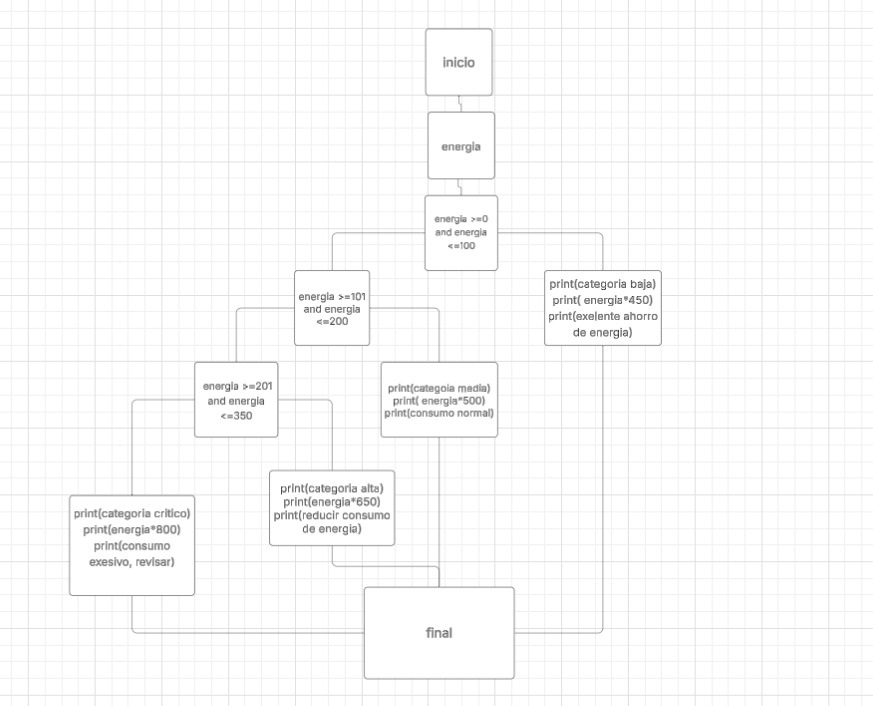 inicio
energia
energia >=0
and energia
<=100
energia >=101
and energia
<=200
print(categoria baja)
print( energia*450)
print(exelente ahorro
de energia)
energia >=201
and energia
<=350
print(categoia media)
print( energia*500)
print(consumo normal)
print(categoria critico)
print(energia*800)
print(consumo
exesivo, revisar)
print(categoria alta)
print(energia*650)
print(reducir consumo
de energia)
final